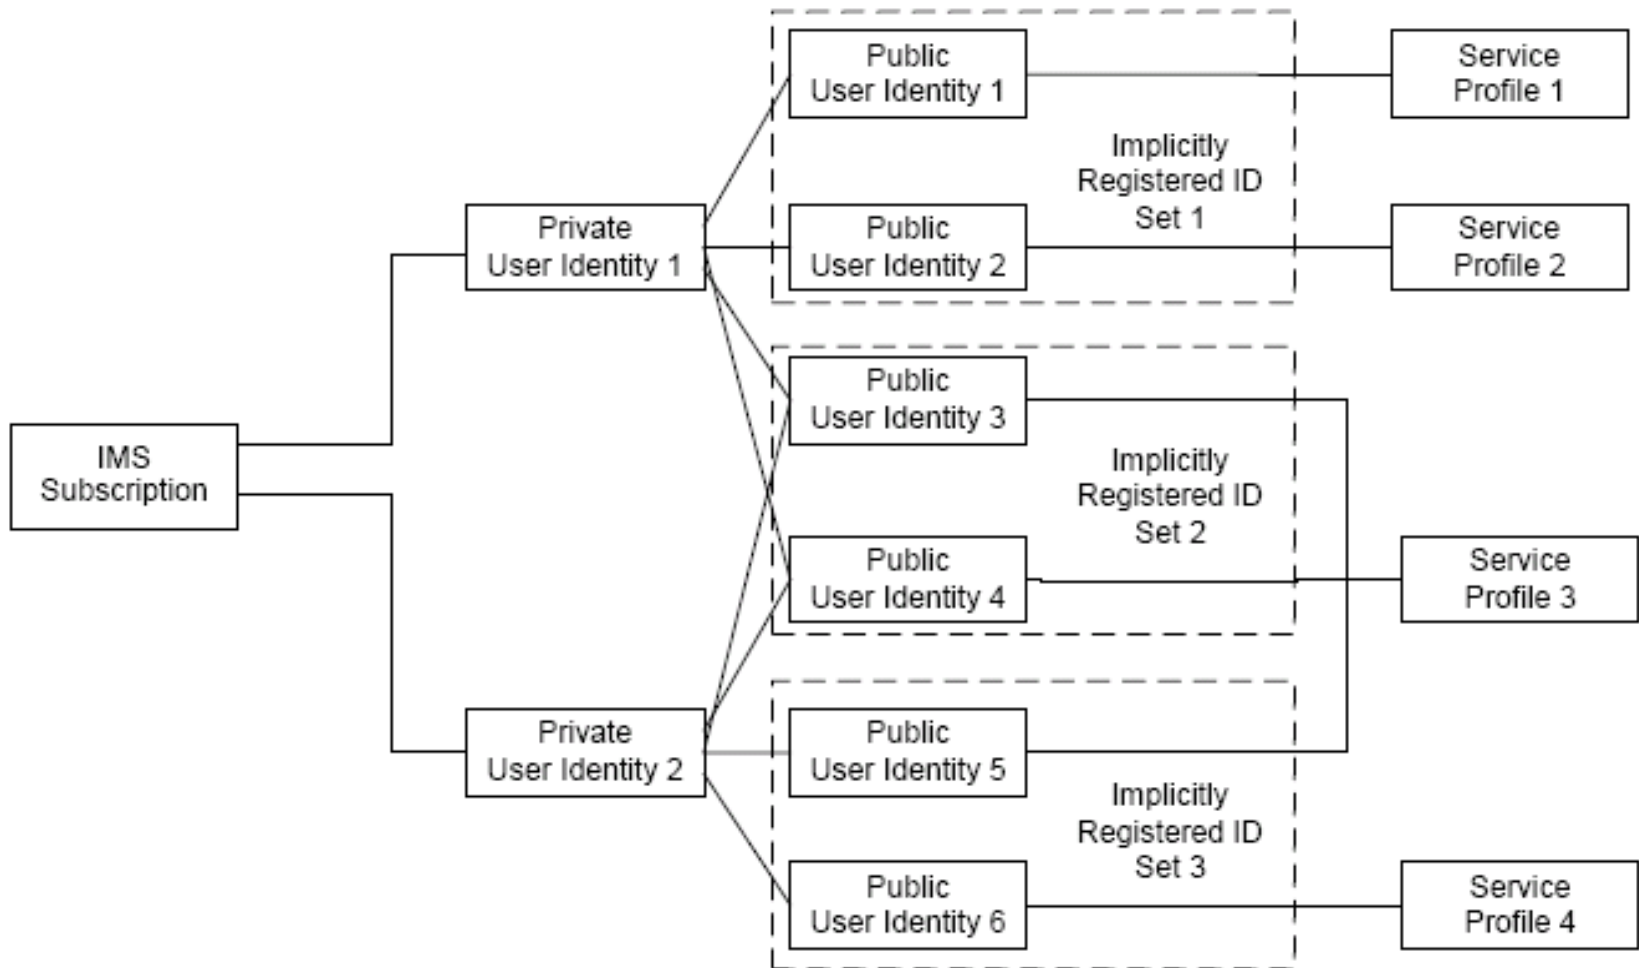 Public
User Identity 1
Service
Profile 1
Implicitly
Registered ID
Set 1
Private
User Identity 1
Public
User Identity 2
Service
Profile 2
Public
User Identity 3
IMS
Subscription
Implicitly
Registered ID
Set 2
Public
User Identity 4
Service
Profile 3
Private
User Identity 2
Public
User Identity 5
Implicitly
Registered ID
Set 3
Public
User Identity 6
Service
Profile 4